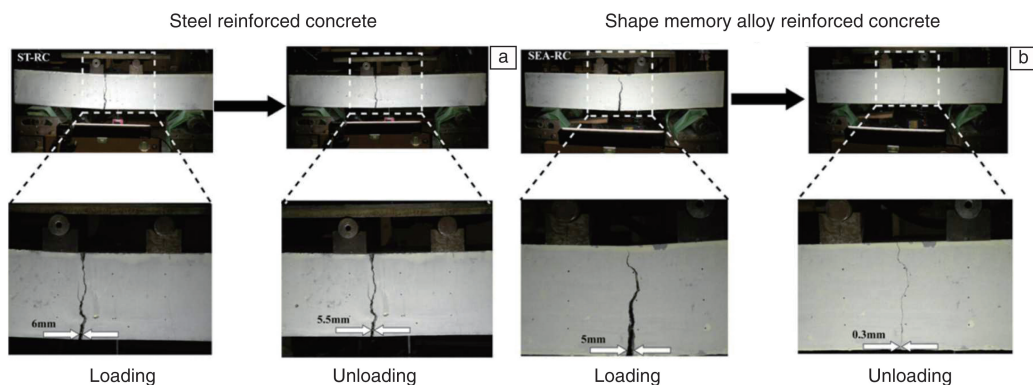 Steel reinforced concrete
Shape memory alloy reinforced concrete
ST-RC
a
SEA-RC
b
6mm
5.5mm
5mm
0.3mm
Loading
Unloading
Loading
Unloading